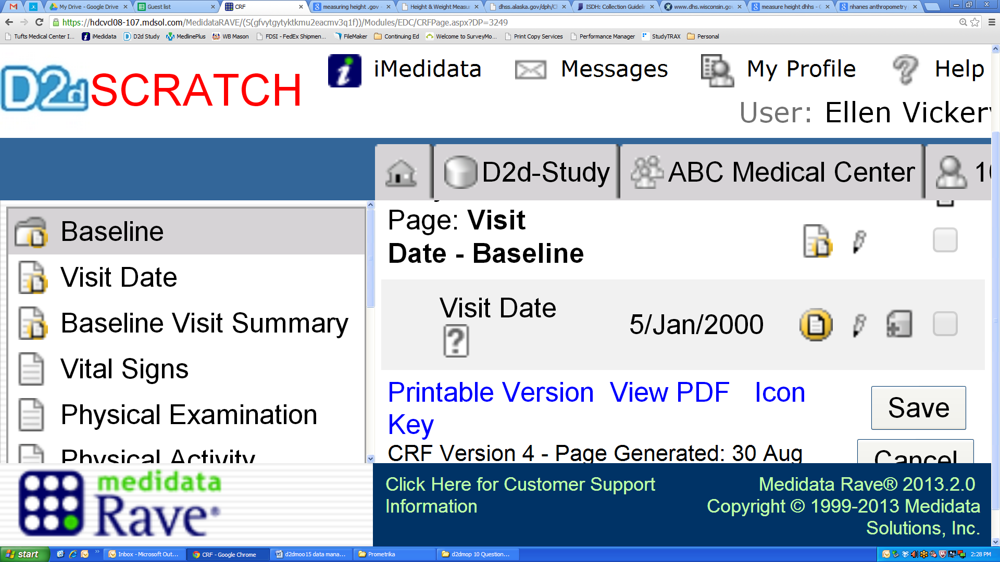 My Drive - Google Drive
Guest list
CRF
measuring height .gov -
Height & Weight Measu
dhss.alaska.gov/dph/C
ISDH: Collection Guidelin
www.dhs.wisconsin.gov
measure height dhhs - G
nhanes anthropometry
https://hdcvcl08-107.mdsol.com/MedidataRAVE/(S(gfvytgytyktkmu2eacmv3q1f))/Modules/EDC/CRFPage.aspx?DP=3249
Tufts Medical Center I...
iMedidata
D2d Study
MedlinePlus
WB Mason
FDSI - FedEx Shipmen...
FileMaker
Continuing Ed
Welcome to SurveyMo...
Print Copy Services
Performance Manager
StudyTRAX
Personal
D2d SCRATCH
iMedidata
Messages
My Profile
Help
User: Ellen Vickery
D2d-Study
ABC Medical Center
Baseline
Visit Date
Baseline Visit Summary
Vital Signs
Physical Examination
Physical Activity
Page: Visit
Date - Baseline
Visit Date
5/Jan/2000
Printable Version View PDF Icon
Key
CRF Version 4 - Page Generated: 30 Aug
Save
Cancel
medidata
Rave
Click Here for Customer Support
Information
Medidata Rave® 2013.2.0
Copyright © 1999-2013 Medidata
Solutions, Inc.
start
Inbox - Microsoft Out...
CRF - Google Chrome
d2dmoo15 data mana...
Prometrika
d2dmop 10 Question...
2:28 PM